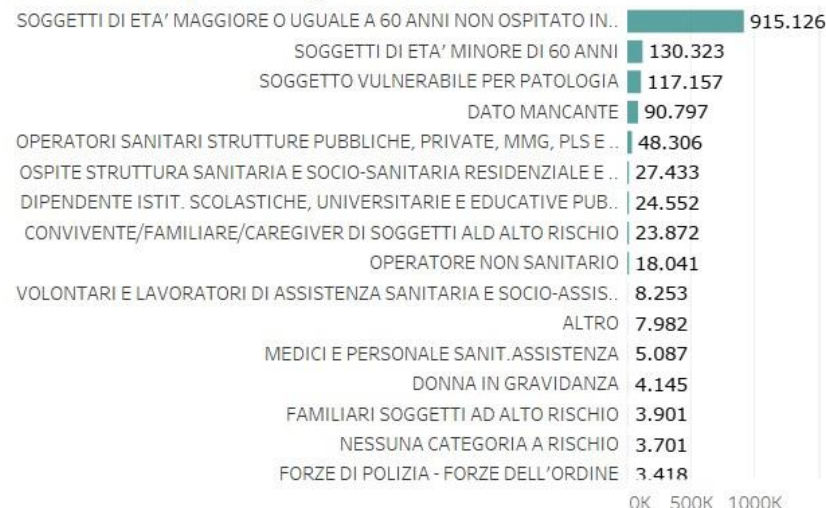 SOGGETTI DI ETA' MAGGIORE O UGUALE A 60 ANNI NON OSPITATO IN.. 915.126
SOGGETTI DI ETA' MINORE DI 60 ANNI 130.323
SOGGETTO VULNERABILE PER PATOLOGIA 117.157
DATO MANCANTE 90.797
OPERATORI SANITARI STRUTTURE PUBBLICHE, PRIVATE, MMG, PLS E .. 48.306
OSPITE STRUTTURA SANITARIA E SOCIO-SANITARIA RESIDENZIALE E .. 27.433
DIPENDENTE ISTIT. SCOLASTICHE, UNIVERSITARIE E EDUCATIVE PUB.. 24.552
CONVIVENTE/FAMILIARE/CAREGIVER DI SOGGETTI ALD ALTO RISCHIO 23.872
OPERATORE NON SANITARIO 18.041
VOLONTARI E LAVORATORI DI ASSISTENZA SANITARIA E SOCIO-ASSIS.. 8.253
ALTRO 7.982
MEDICI E PERSONALE SANIT.ASSISTENZA 5.087
DONNA IN GRAVIDANZA 4.145
FAMILIARI SOGGETTI AD ALTO RISCHIO 3.901
NESSUNA CATEGORIA A RISCHIO 3.701
FORZE DI POLIZIA - FORZE DELL'ORDINE 3.418
0K 500K 1000K